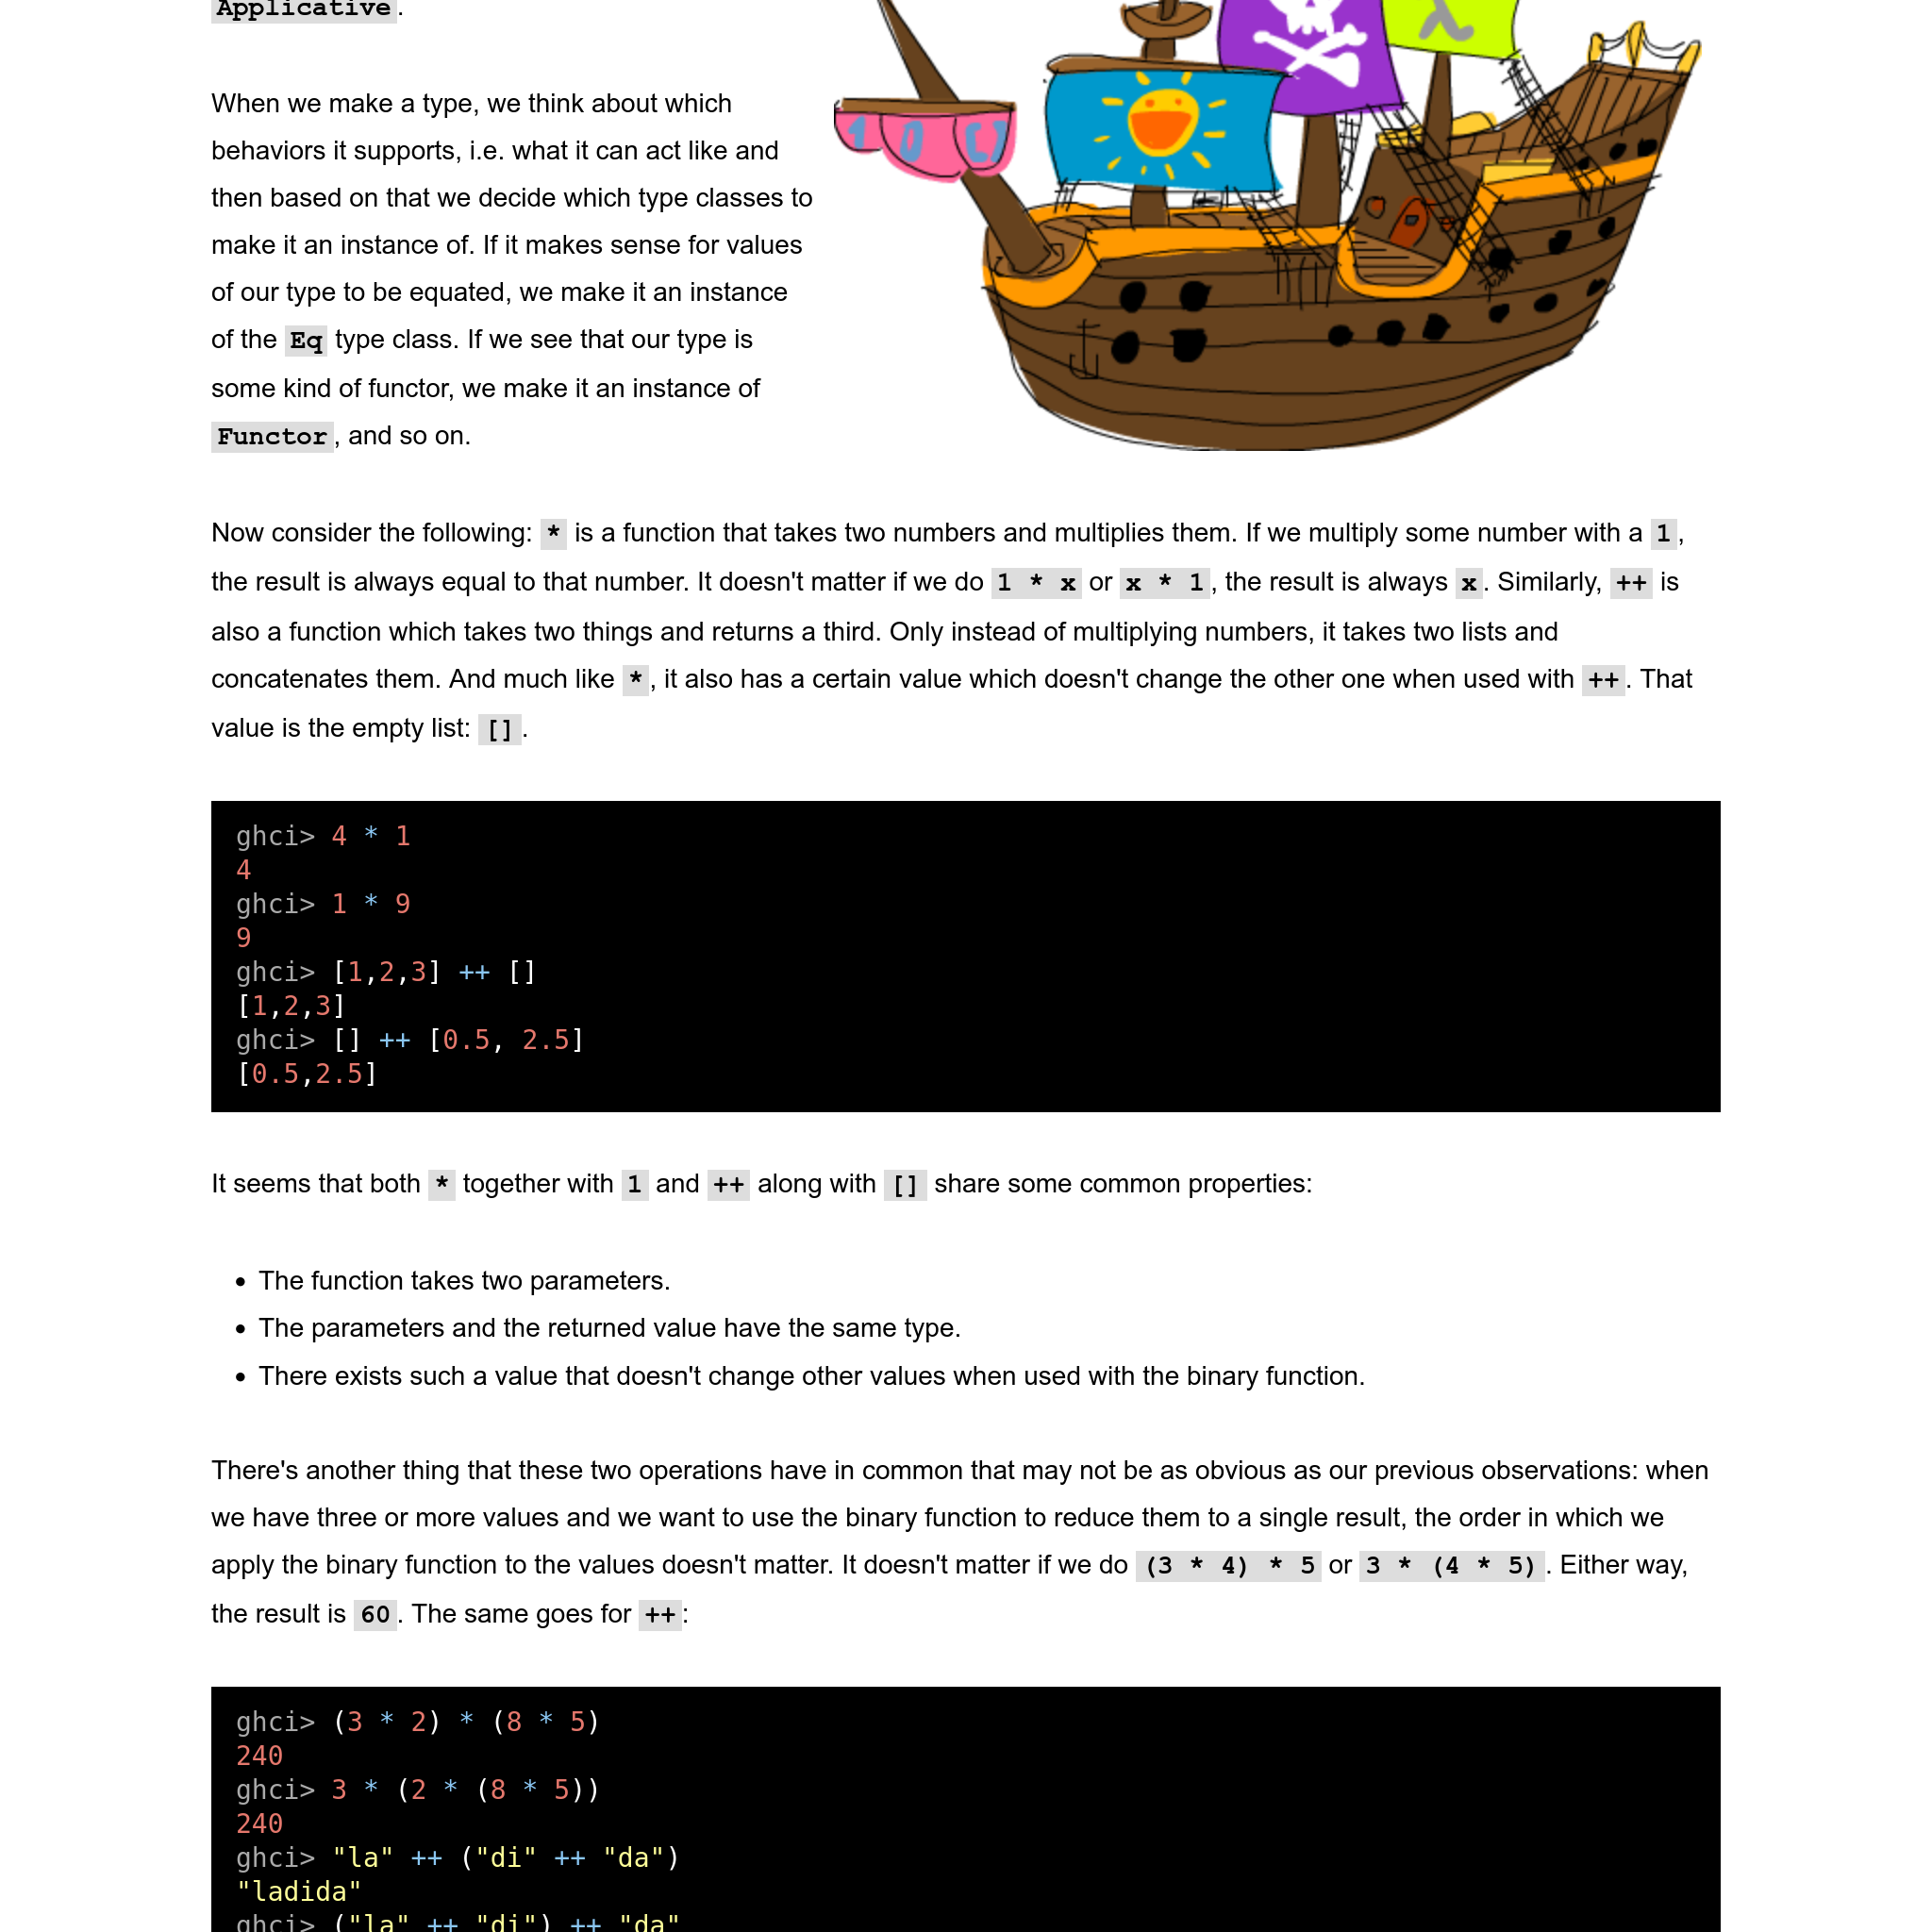 Applicative.
When we make a type, we think about which
behaviors it supports, i.e. what it can act like and
then based on that we decide which type classes to
make it an instance of. If it makes sense for values
of our type to be equated, we make it an instance
of the Eq type class. If we see that our type is
some kind of functor, we make it an instance of
Functor, and so on.
1 0 []
λ
Now consider the following: * is a function that takes two numbers and multiplies them. If we multiply some number with a 1,
the result is always equal to that number. It doesn't matter if we do 1 * x or x * 1, the result is always x. Similarly, ++ is
also a function which takes two things and returns a third. Only instead of multiplying numbers, it takes two lists and
concatenates them. And much like *, it also has a certain value which doesn't change the other one when used with ++. That
value is the empty list: [].
ghci> 4 * 1
4
ghci> 1 * 9
9
ghci> [1,2,3] ++ []
[1,2,3]
ghci> [] ++ [0.5, 2.5]
[0.5,2.5]
It seems that both * together with 1 and ++ along with [] share some common properties:
• The function takes two parameters.
• The parameters and the returned value have the same type.
• There exists such a value that doesn't change other values when used with the binary function.
There's another thing that these two operations have in common that may not be as obvious as our previous observations: when
we have three or more values and we want to use the binary function to reduce them to a single result, the order in which we
apply the binary function to the values doesn't matter. It doesn't matter if we do (3 * 4) * 5 or 3 * (4 * 5). Either way,
the result is 60. The same goes for ++:
ghci> (3 * 2) * (8 * 5)
240
ghci> 3 * (2 * (8 * 5))
240
ghci> "la" ++ ("di" ++ "da")
"ladida"
ghci> ("la" ++ "di") ++ "da"